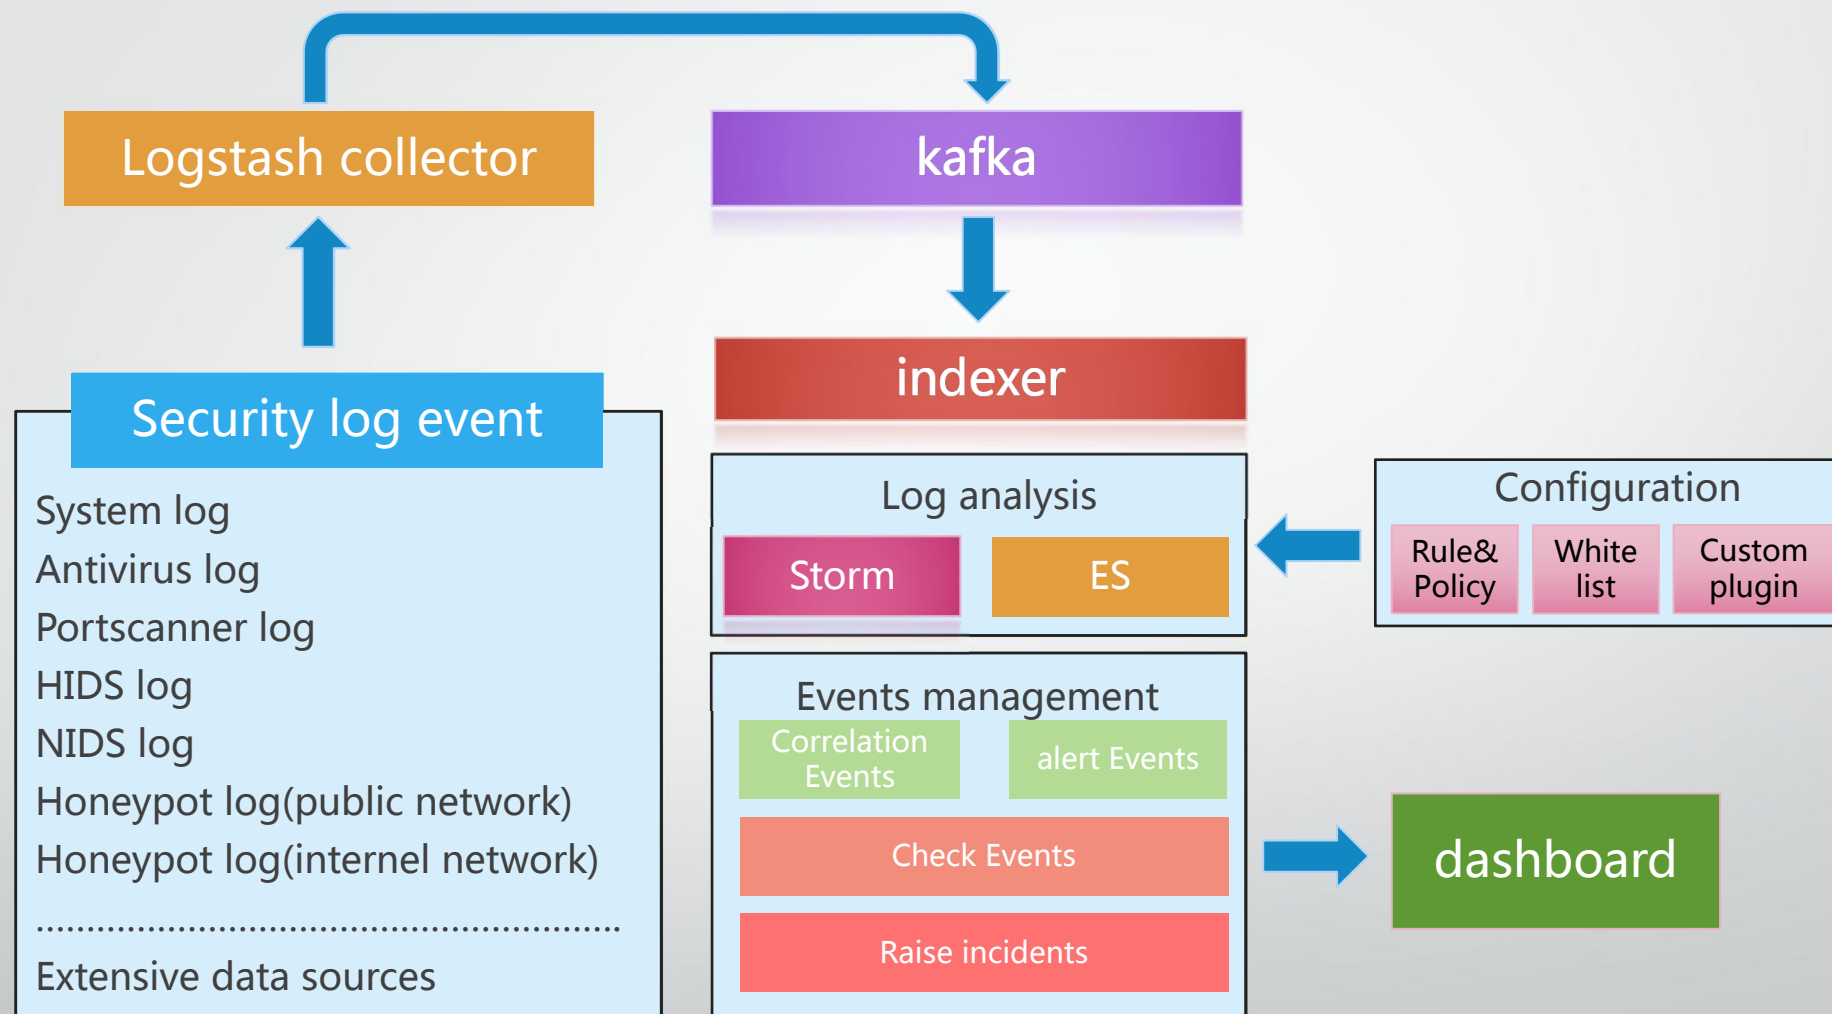 Logstash collector
kafka
indexer
Security log event
System log
Antivirus log
Portscanner log
HIDS log
NIDS log
Honeypot log(public network)
Honeypot log(internel network)
..........................................................
Extensive data sources
Log analysis
Storm
ES
Configuration
Rule&
Policy
White
list
Custom
plugin
Events management
Correlation
Events
alert Events
Check Events
Raise incidents
dashboard